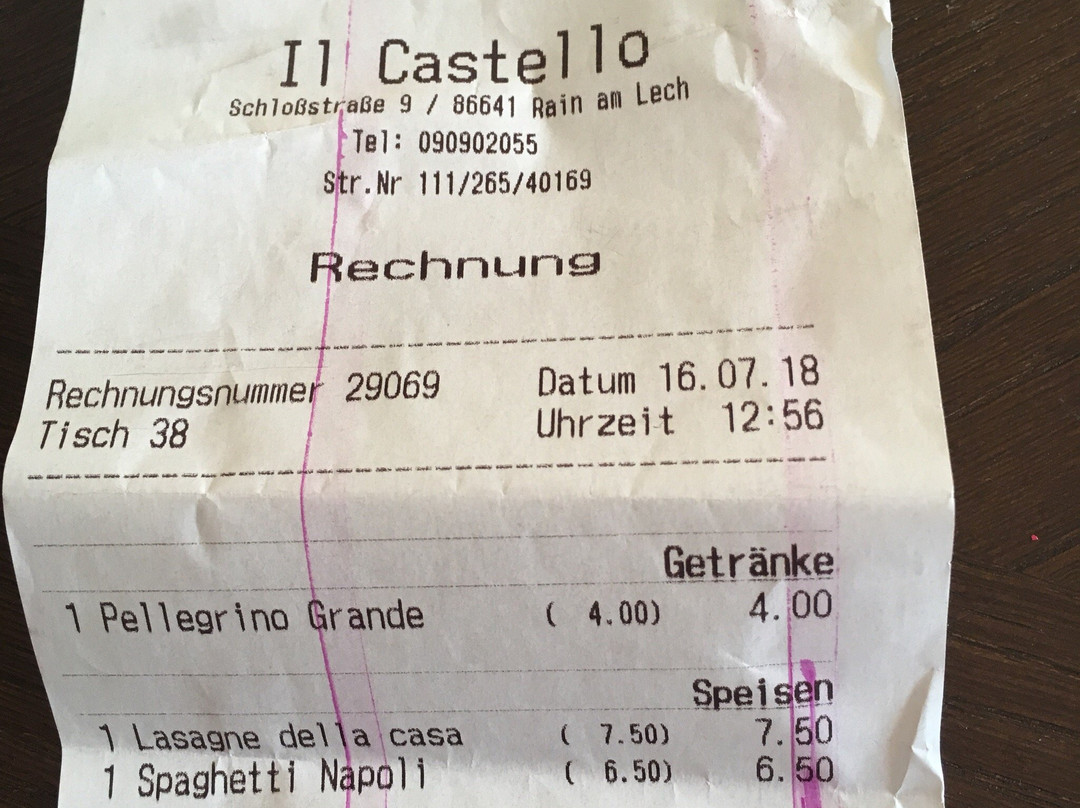 Il Castello
Schloßstraße 9 / 86641 Rain am Lech
Tel: 090902055
Str.Nr 111/265/40169
Rechnung
Rechnungsnummer 29069 Datum 16.07.18
Tisch 38 Uhrzeit 12:56
Getränke
1 Pellegrino Grande ( 4.00) 4.00
Speisen
1 Lasagne della casa ( 7.50) 7.50
1 Spaghetti Napoli ( 6.50) 6.50